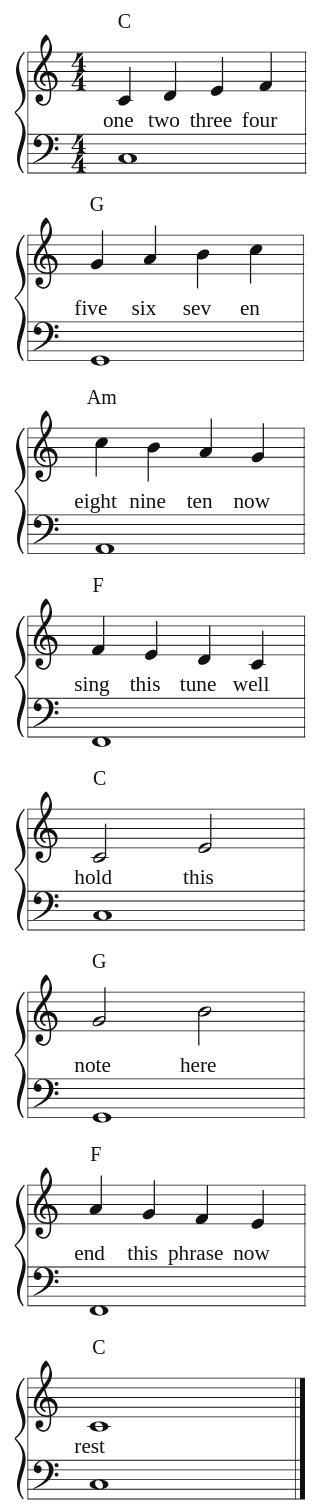 C
one two three four
G
five six sev en
Am
eight nine ten now
F
sing this tune well
C
hold this
G
note here
F
end this phrase now
C
rest